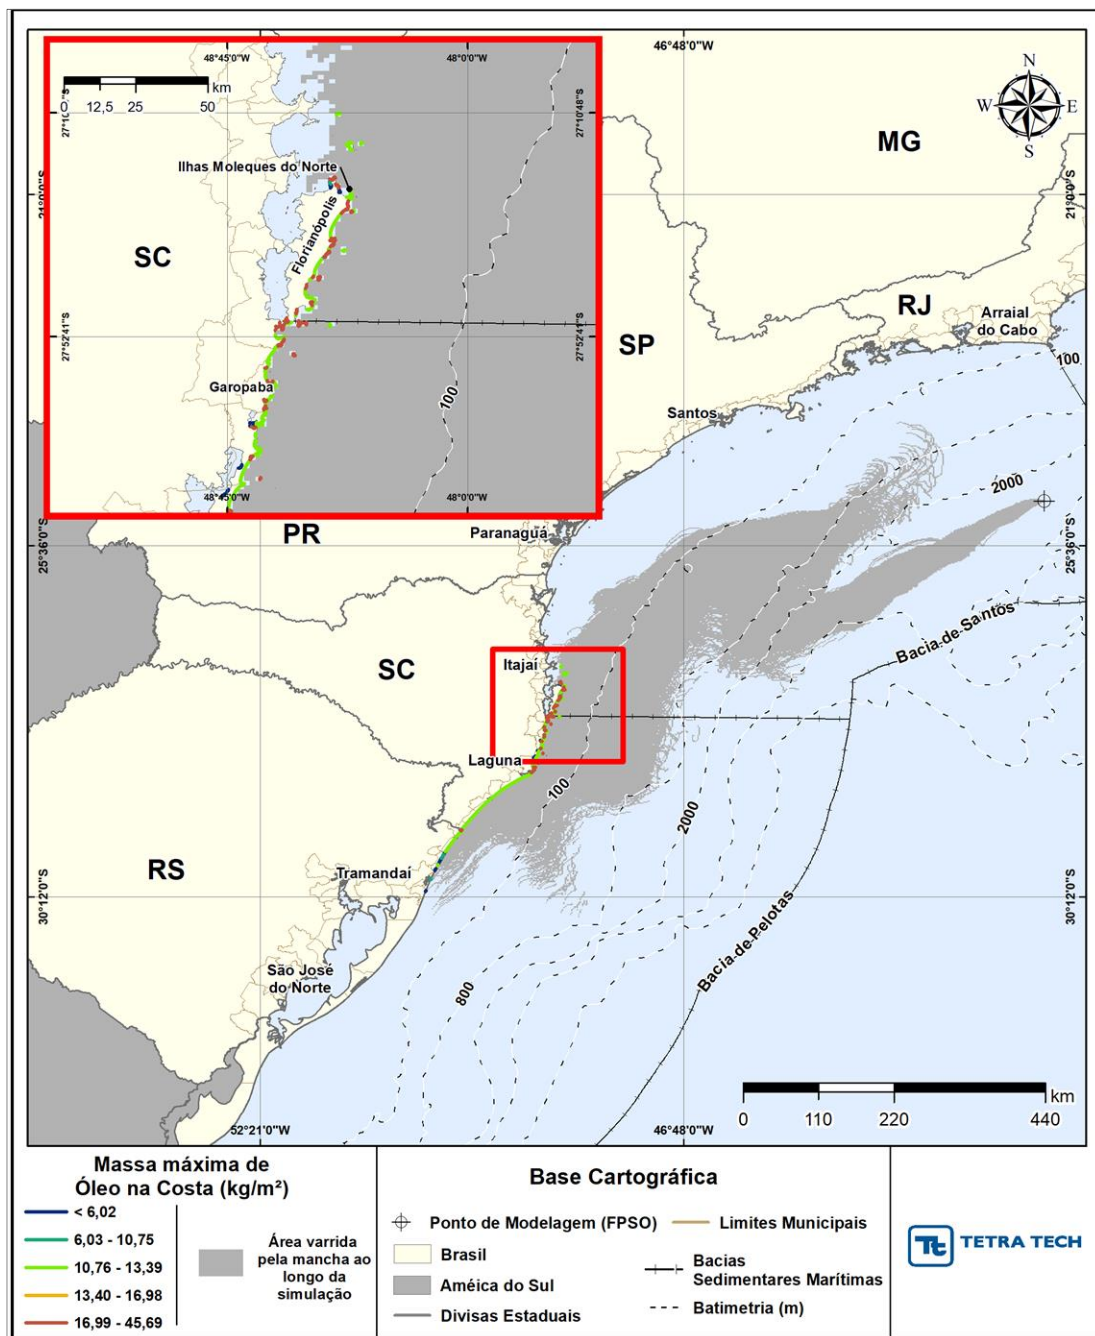 46°48'0"W
48°45'0"W
48°0'0"W
km
0 12,5 25 50
27°10'48"S
Ilhas Moleques do Norte
Florianópolis
SC
27°52'41"S
27°52'41"S
Garopaba
100
48°45'0"W
48°0'0"W
N
W E
S
MG
21°0'0"S
RJ
Arraial
do Cabo
SP
100
Santos
2000
PR
Paranaguá
25°36'0"S
25°36'0"S
Bacia de Santos
SC
Itajaí
Laguna
100
2000
RS
Tramandaí
30°12'0"S
30°12'0"S
Bacia de Pelotas
São José
do Norte
800
km
0 110 220 440
52°21'0"W
46°48'0"W
Massa máxima de
Óleo na Costa (kg/m²)
< 6,02
6,03 - 10,75
10,76 - 13,39
13,40 - 16,98
16,99 - 45,69
Área varrida
pela mancha ao
longo da
simulação
Base Cartográfica
Ponto de Modelagem (FPSO)
Limites Municipais
Brasil
Améica do Sul
Divisas Estaduais
Bacias
Sedimentares Marítimas
Batimetria (m)
Tt TETRA TECH